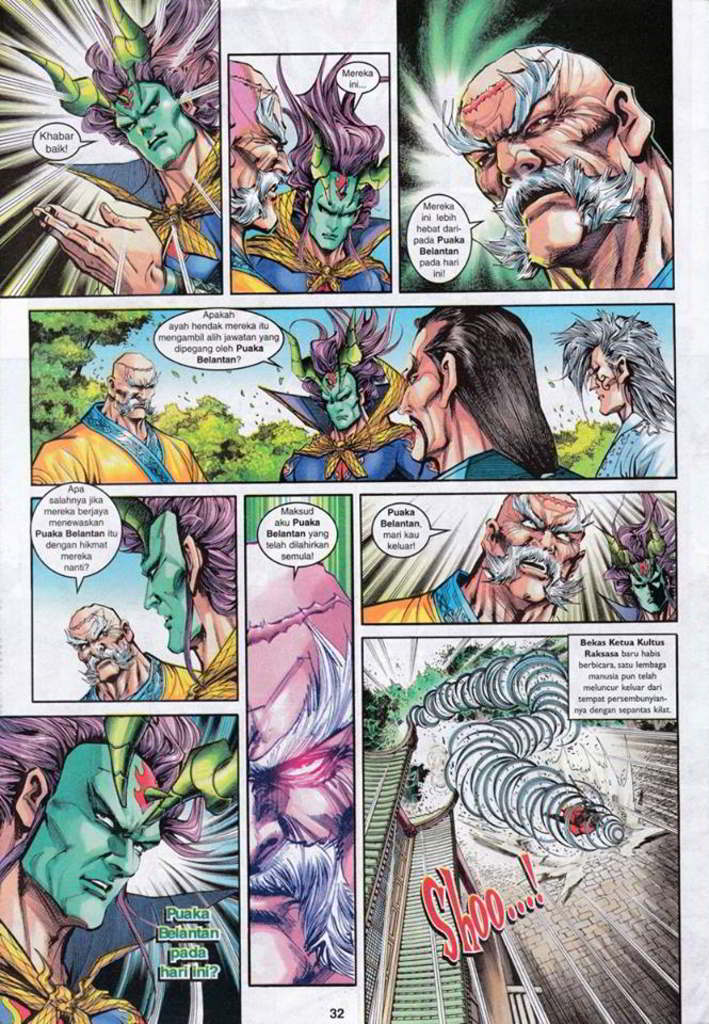 Khabar
baik!
Mereka
ini...
Mereka
ini lebih
hebat dari-
pada Puaka
Belantan
pada hari
ini!
Apakah
ayah hendak mereka itu
mengambil alih jawatan yang
dipegang oleh Puaka
Belantan?
Apa
salahnya jika
mereka berjaya
menewaskan
Puaka Belantan itu
dengan hikmat
mereka
nanti?
Puaka
Belantan
pada
hari ini?
Maksud
aku Puaka
Belantan yang
telah dilahirkan
semula!
Puaka
Belantan,
mari kau
keluar!
Bekas Ketua Kultus
Raksasa baru habis
berbicara, satu lembaga
manusia pun telah
meluncur keluar dari
tempat persembunyian-
nya dengan sepantas kilat.
Shoo....!
32